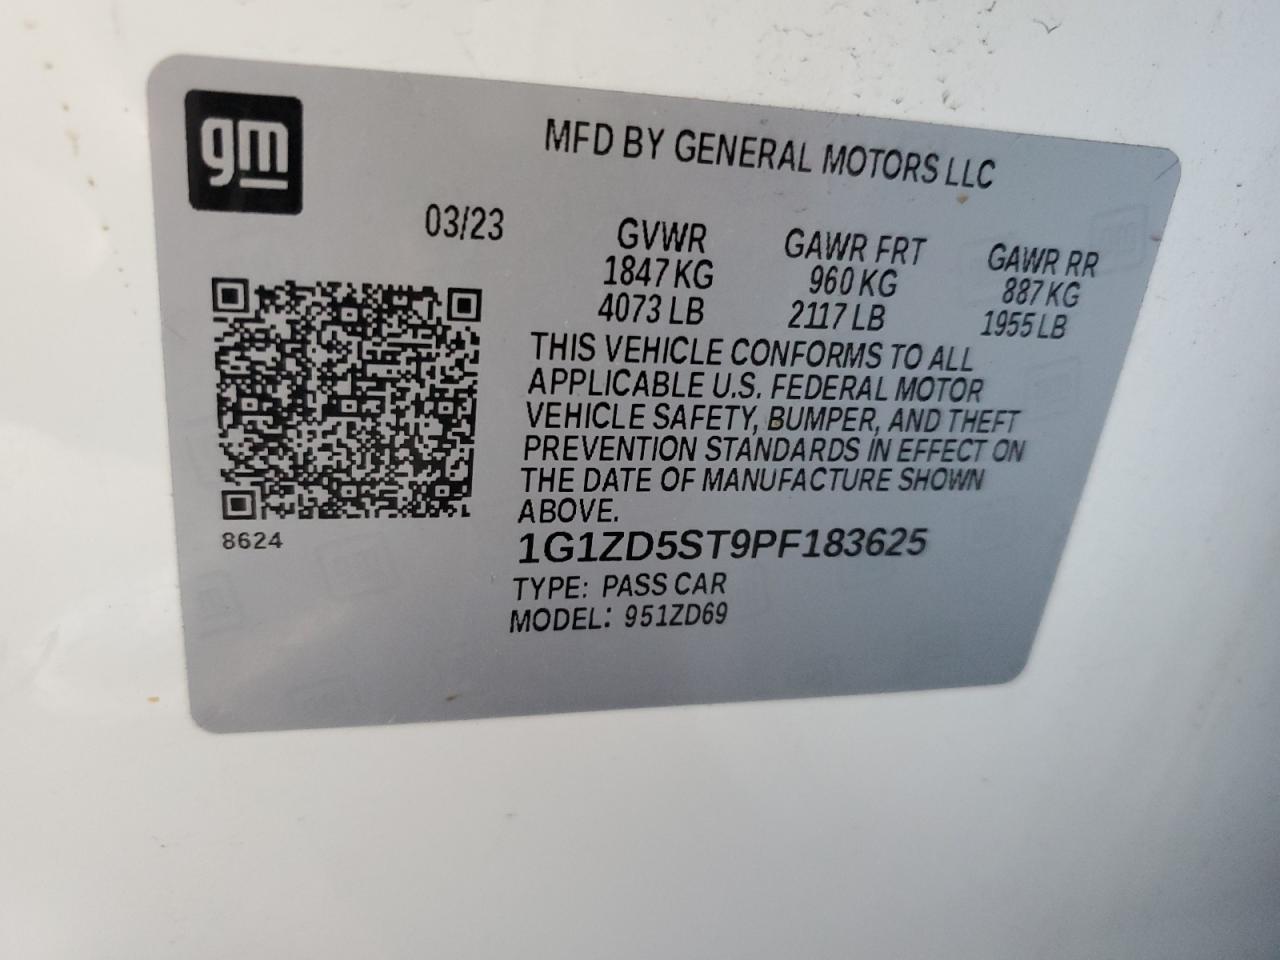 gm
MFD BY GENERAL MOTORS LLC
03/23
GVWR
1847 KG
4073 LB
GAWR FRT
960 KG
2117 LB
GAWR RR
887 KG
1955 LB
THIS VEHICLE CONFORMS TO ALL
APPLICABLE U.S. FEDERAL MOTOR
VEHICLE SAFETY, BUMPER, AND THEFT
PREVENTION STANDARDS IN EFFECT ON
THE DATE OF MANUFACTURE SHOWN
ABOVE.
8624
1G1ZD5ST9PF183625
TYPE: PASS CAR
MODEL: 951ZD69